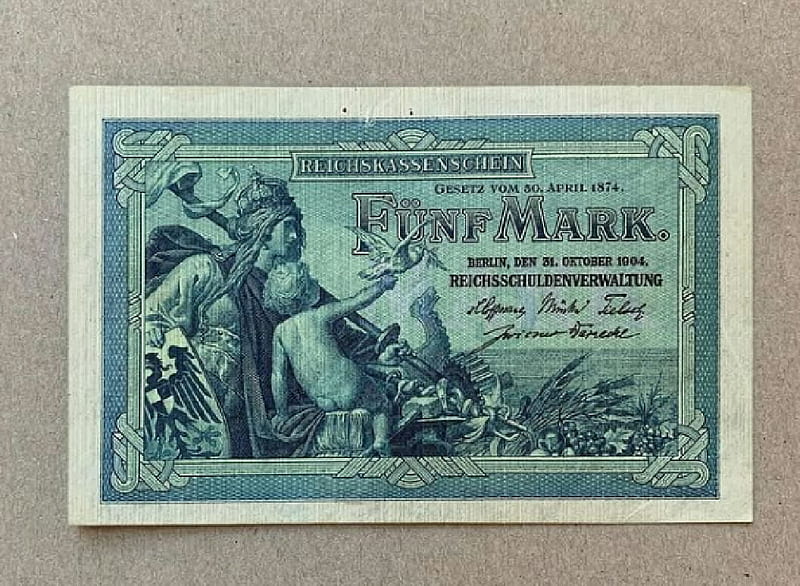 REICHSKASSENSCHEIN
GESETZ VOM 30. APRIL 1874.
FÜNF MARK.
BERLIN, DEN 31. OKTOBER 1904.
REICHSSCHULDENVERWALTUNG